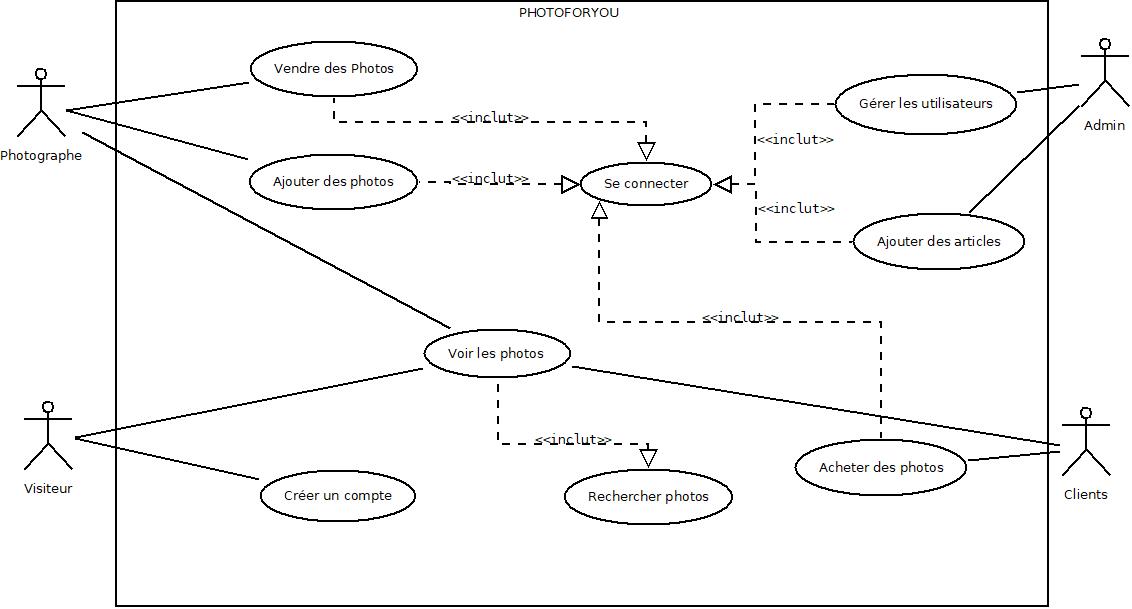 PHOTOFORYOU
Vendre des Photos
Photographe
Gérer les utilisateurs
Admin
<<inclut>>
<<inclut>>
Ajouter des photos
<<inclut>>
Se connecter
<<inclut>>
Ajouter des articles
<<inclut>>
Voir les photos
<<inclut>>
Visiteur
Créer un compte
Rechercher photos
Acheter des photos
Clients